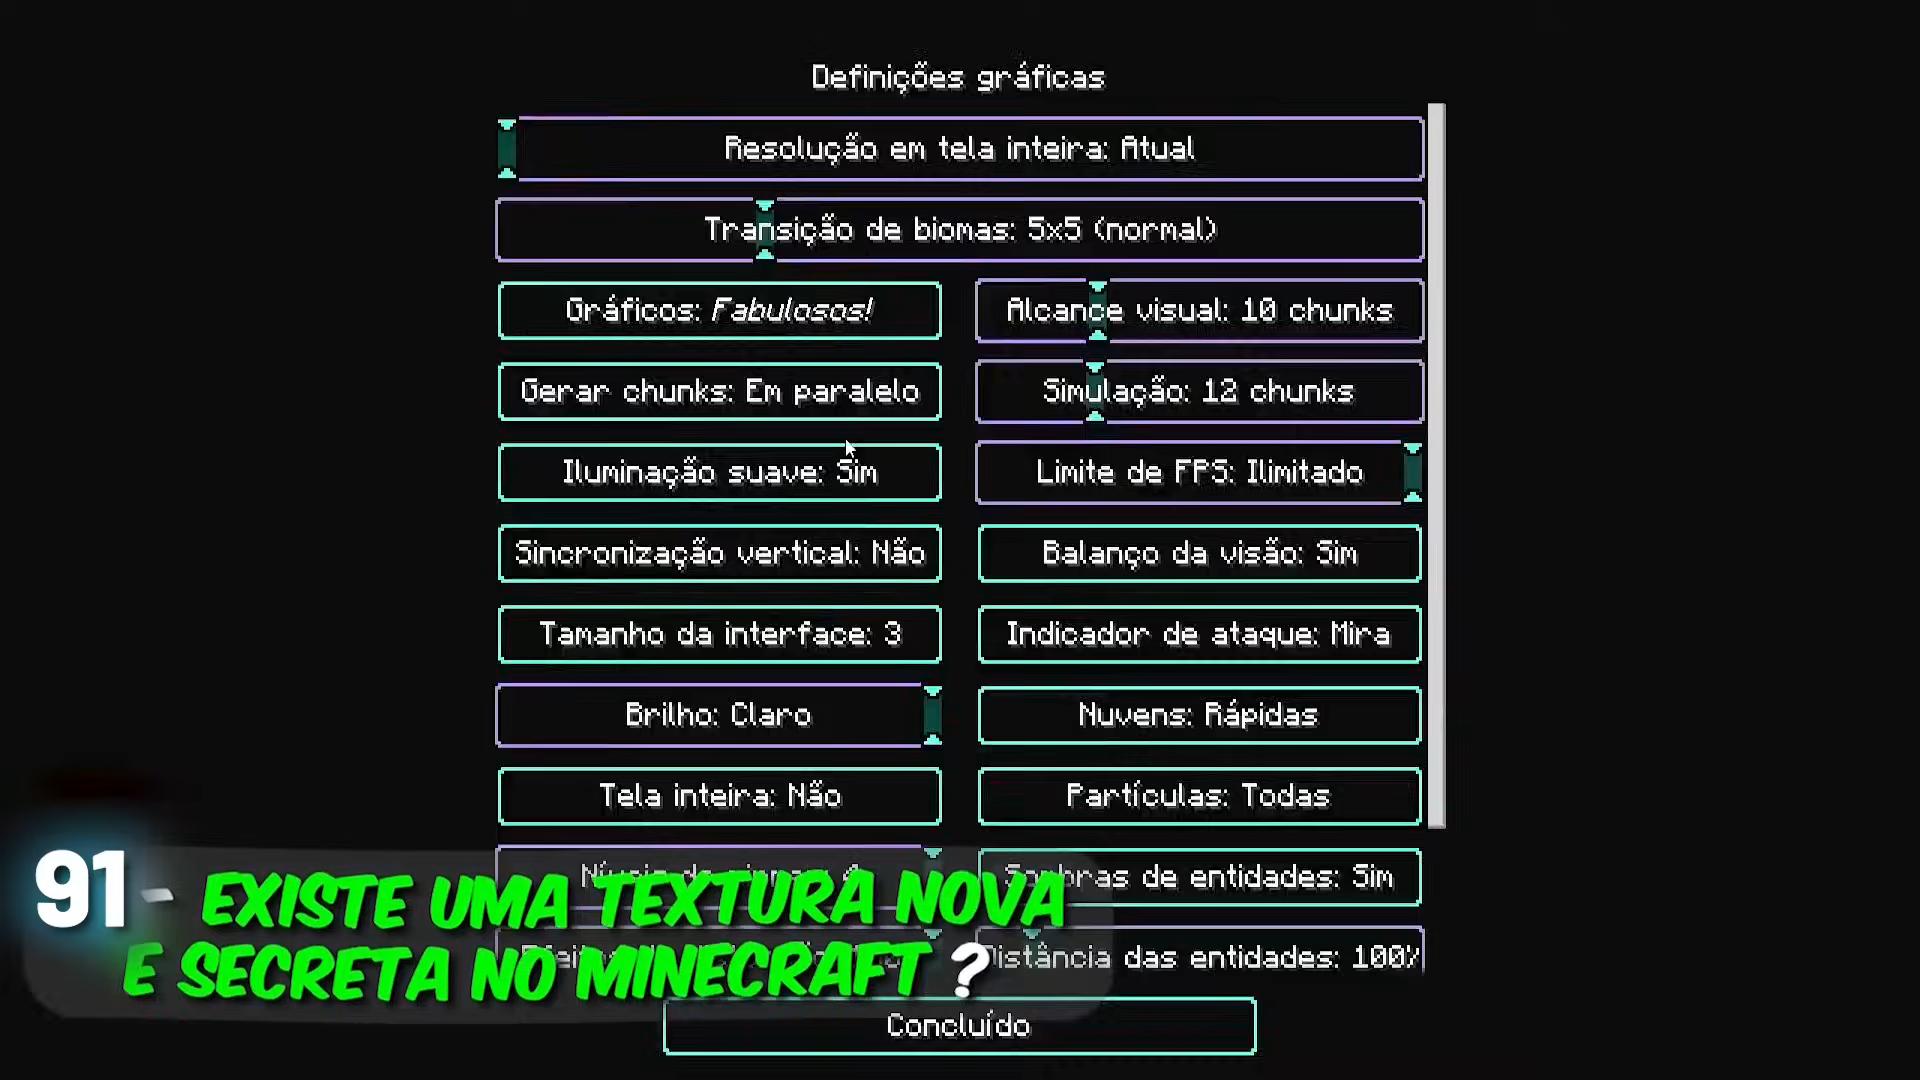 Definições gráficas
Resolução em tela inteira: Atual
Transição de biomas: 5x5 (normal)
Gráficos: Fabulosos!
Alcance visual: 10 chunks
Gerar chunks: Em paralelo
Simulação: 12 chunks
Iluminação suave: Sim
Limite de FPS: Ilimitado
Sincronização vertical: Não
Balanço da visão: Sim
Tamanho da interface: 3
Indicador de ataque: Mira
Brilho: Claro
Nuvens: Rápidas
Tela inteira: Não
Partículas: Todas
Sombras de entidades: Sim
91 - EXISTE UMA TEXTURA NOVA
E SECRETA NO MINECRAFT ?
Distância das entidades: 100%
Concluído